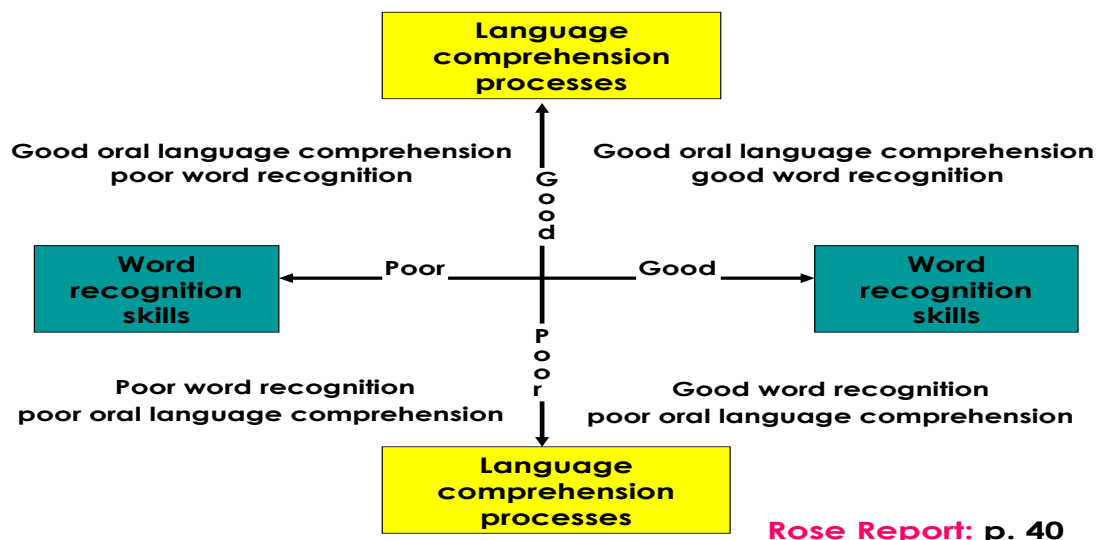 Language
comprehension
processes
Good oral language comprehension
poor word recognition
Good oral language comprehension
good word recognition
Good
Word
recognition
skills
Poor
Good
Word
recognition
skills
Poor
Poor word recognition
poor oral language comprehension
Good word recognition
poor oral language comprehension
Language
comprehension
processes
Rose Report: p. 40